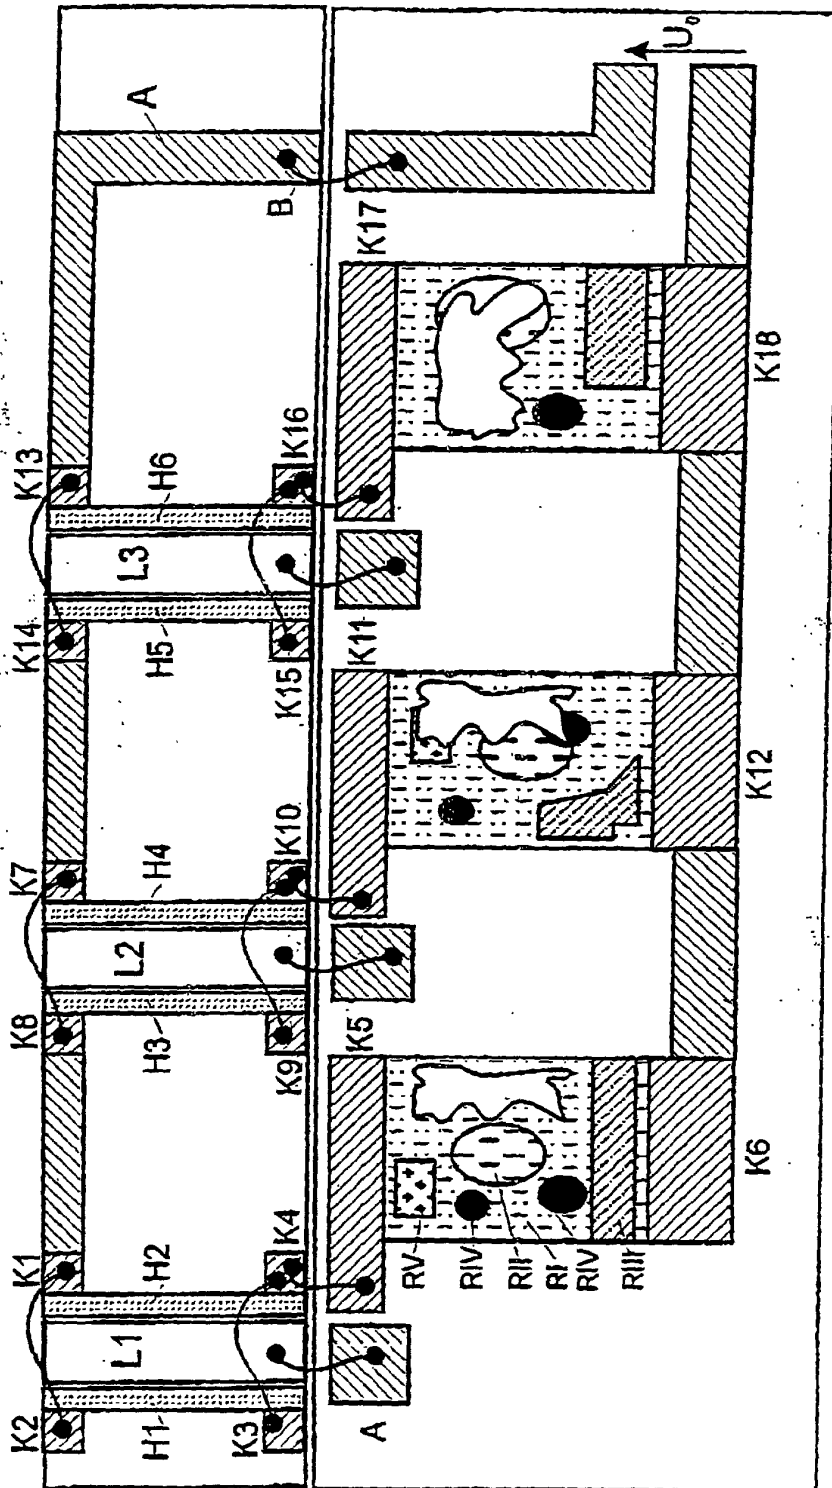 K2 K1 K8 K7 K14 K13 A
H1 L1 H2 H3 L2 H4 H5 L3 H6
K3 K4 K9 K10 K15 K16 B
A K5 K11 K17
RV
RIV
RII
RI
RIV
RIII
K6 K12 K18
U₀